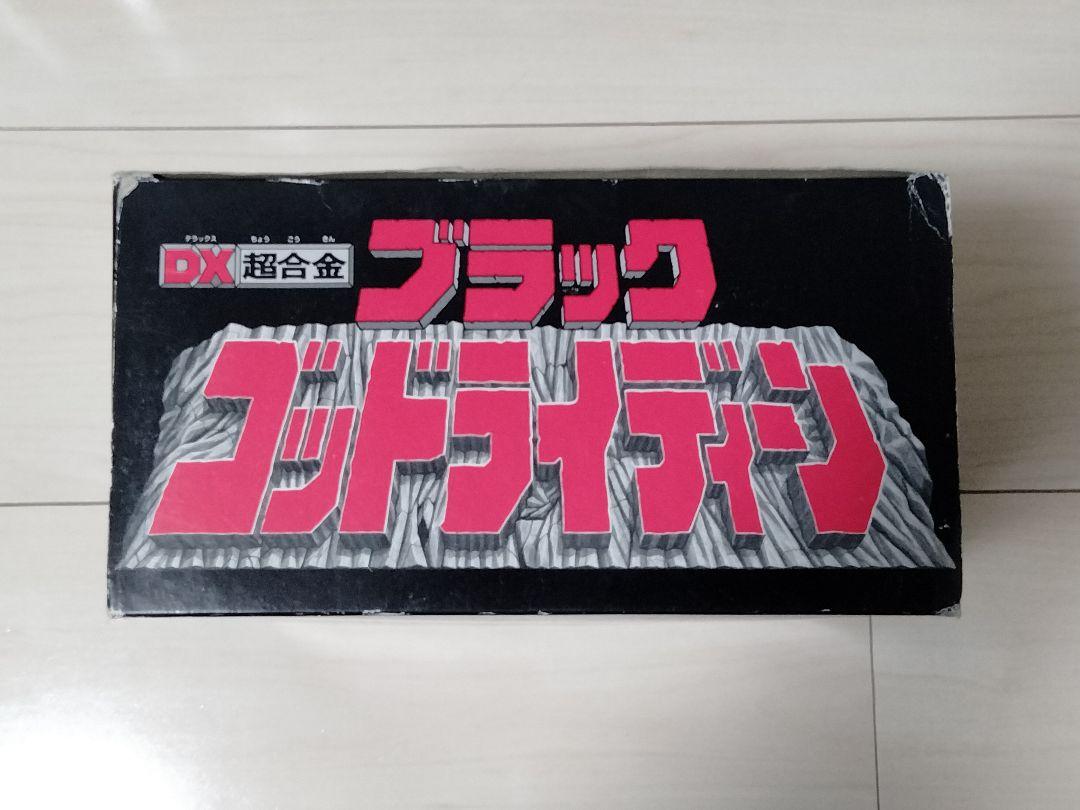 デラックス ちょう ごう きん
DX 超合金 ブラック
ゴッドライディーン